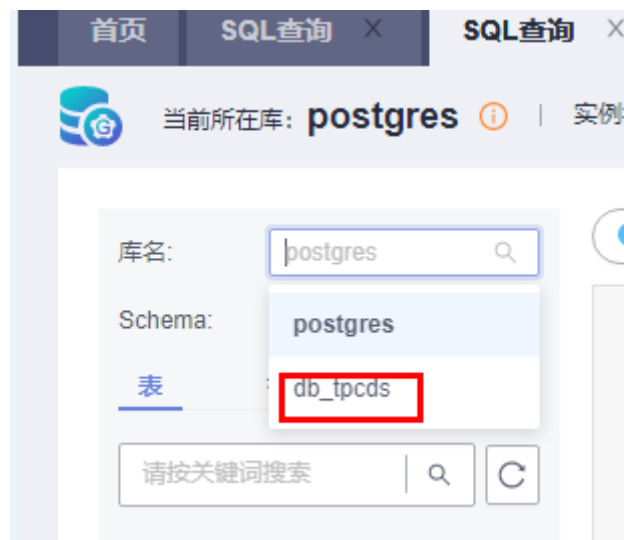 首页 SQL查询 × SQL查询 ×
当前所在库: postgres | 实例
库名: postgres
Schema: postgres
表 db_tpcds
请按关键词搜索